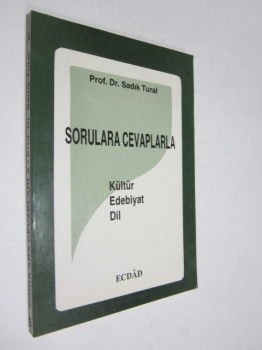 Prof. Dr. Sadık Tural
SORULARA CEVAPLARLA
Kültür
Edebiyat
Dil
ECDÂD